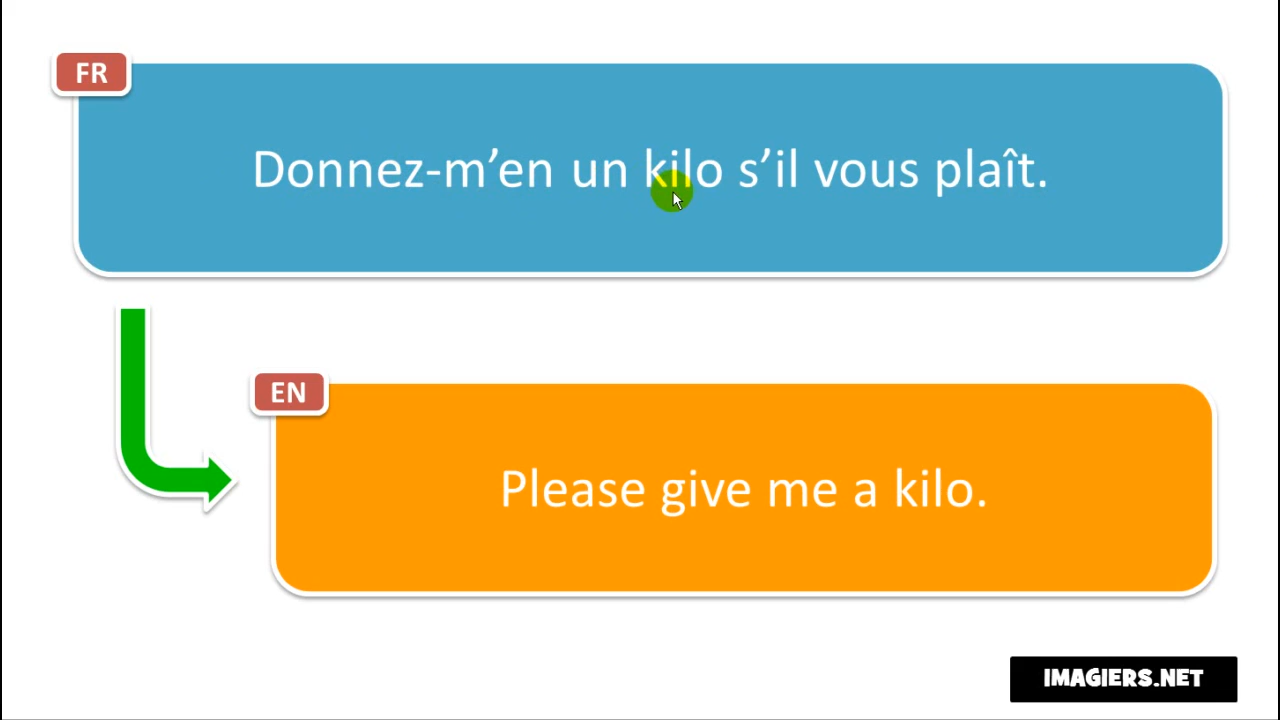 FR
Donnez-m’en un kilo s’il vous plaît.
EN
Please give me a kilo.
IMAGIERS.NET